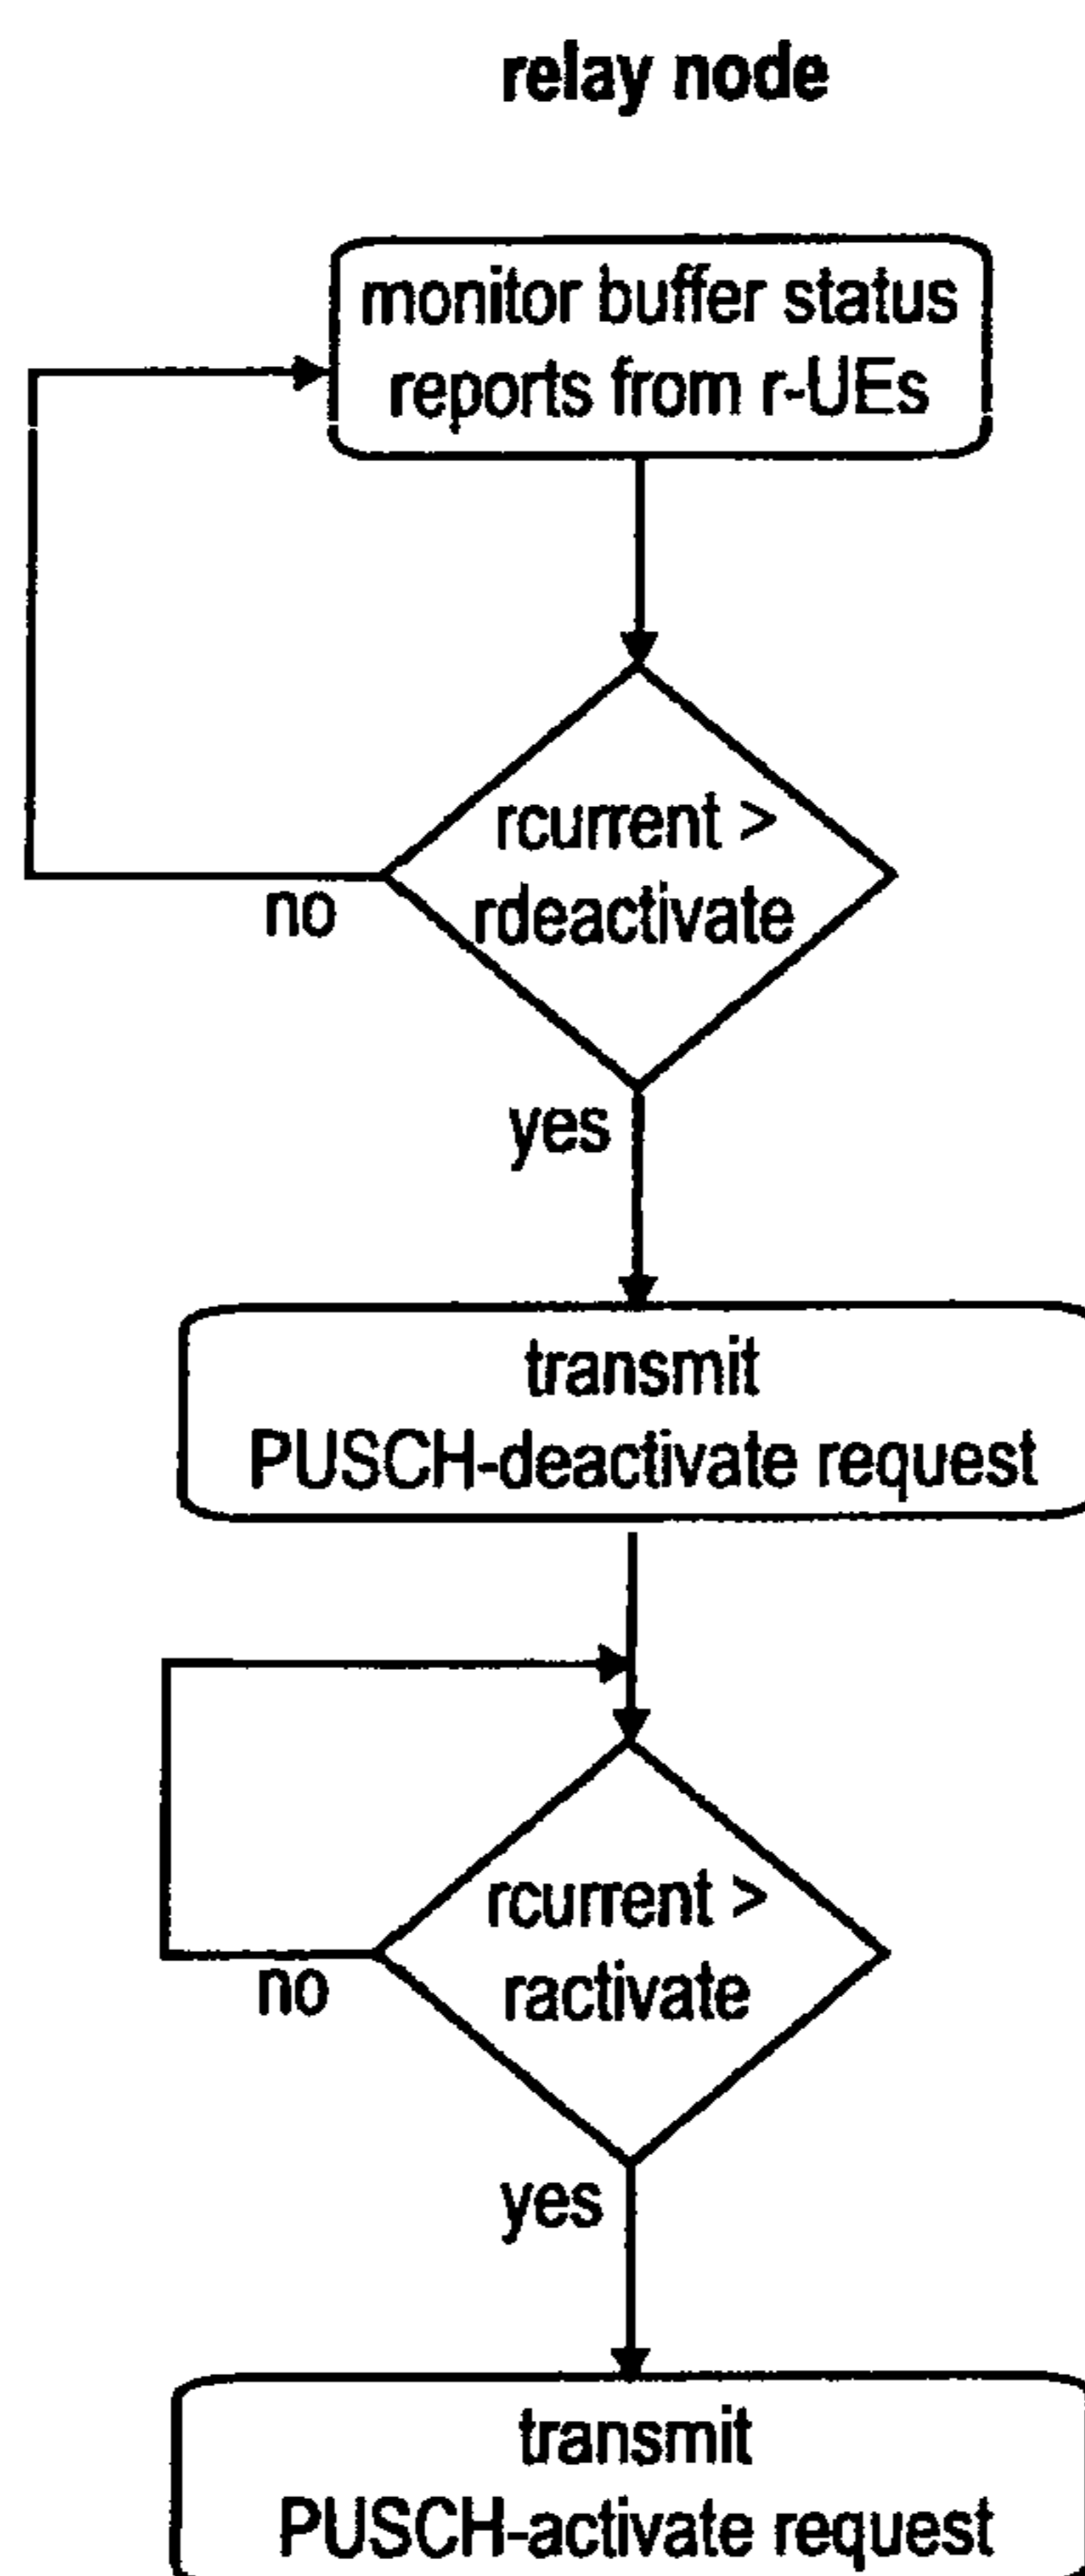 relay node
monitor buffer status
reports from r-UEs
rcurrent >
rdeactivate
no
yes
transmit
PUSCH-deactivate request
rcurrent >
ractivate
no
yes
transmit
PUSCH-activate request